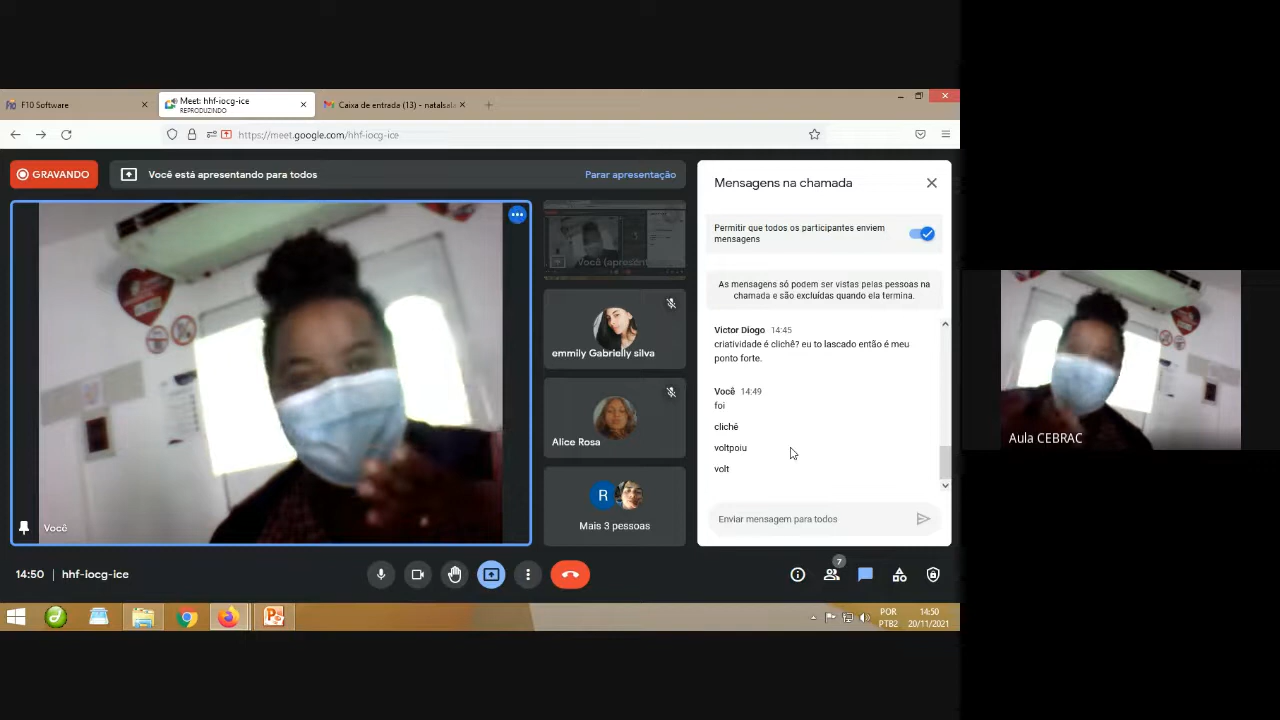 F10 Software
Meet: hhf-iocg-ice
REPRODUZINDO
Caixa de entrada (13) - natalsala
https://meet.google.com/hhf-iocg-ice
GRAVANDO
Você está apresentando para todos
Parar apresentação
Mensagens na chamada
Permitir que todos os participantes enviem
mensagens
As mensagens só podem ser vistas pelas pessoas na
chamada e são excluídas quando ela termina.
Victor Diogo 14:45
criatividade é clichê? eu to lascado então é meu
ponto forte.
Você 14:49
foi
clichê
voltpoiu
volt
Enviar mensagem para todos
Você (apresent
emmily Gabrielly silva
Alice Rosa
R
Mais 3 pessoas
Você
14:50 | hhf-iocg-ice
7
POR
PTB2
14:50
20/11/2021
Aula CEBRAC